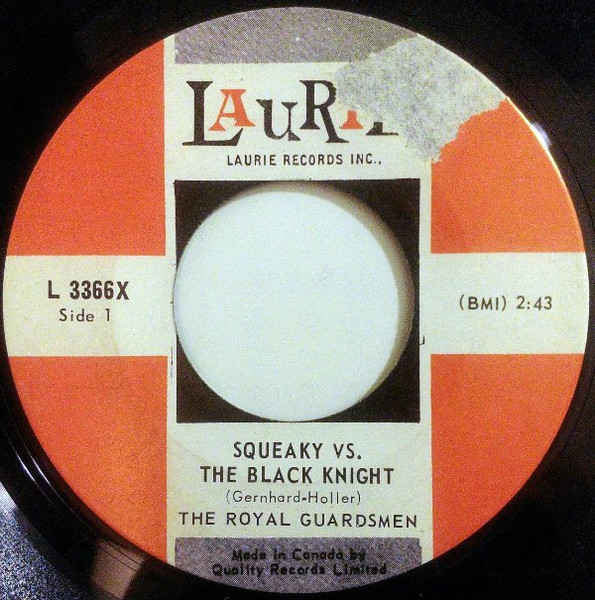 LAURIE
LAURIE RECORDS INC.,
L 3366X
Side 1
(BMI) 2:43
SQUEAKY VS.
THE BLACK KNIGHT
(Gernhard-Holler)
THE ROYAL GUARDSMEN
Made in Canada by
Quality Records Limited